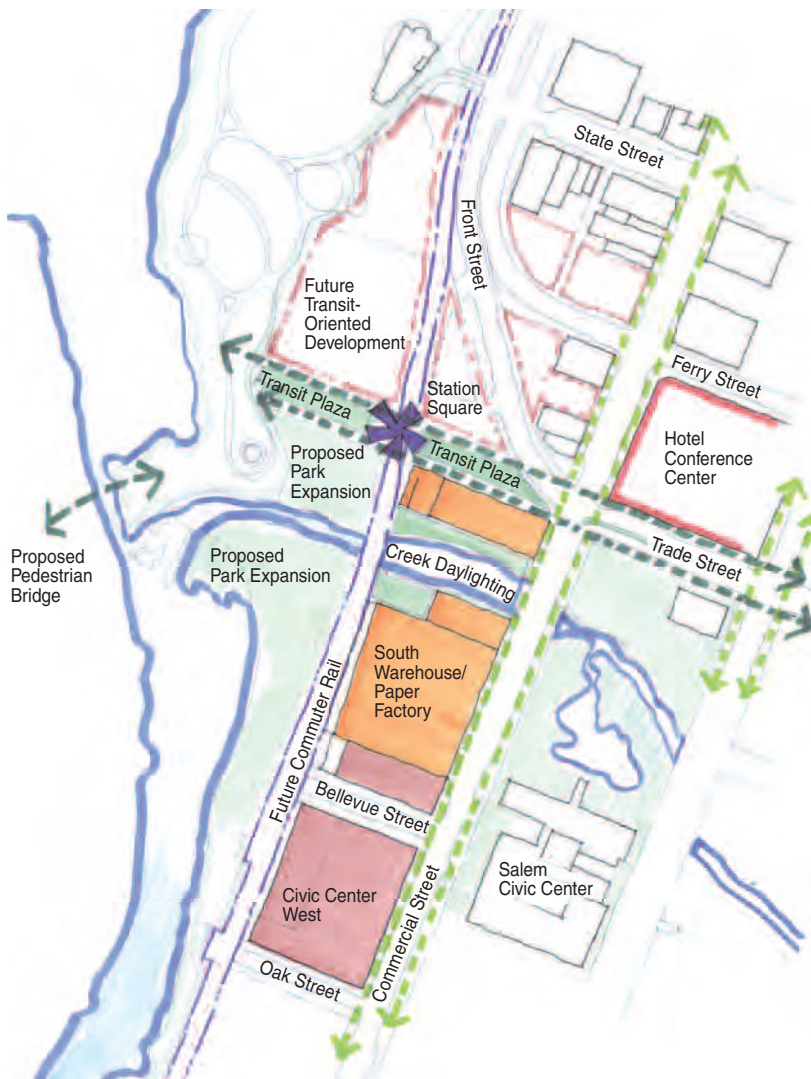 State Street
Front Street
Future
Transit-
Oriented
Development
Ferry Street
Transit Plaza
Station
Square
Hotel
Conference
Center
Transit Plaza
Proposed
Park
Expansion
Trade Street
Proposed
Pedestrian
Bridge
Proposed
Park Expansion
Creek Daylighting
South
Warehouse/
Paper
Factory
Future Commuter Rail
Bellevue Street
Salem
Civic Center
Civic Center
West
Commercial Street
Oak Street